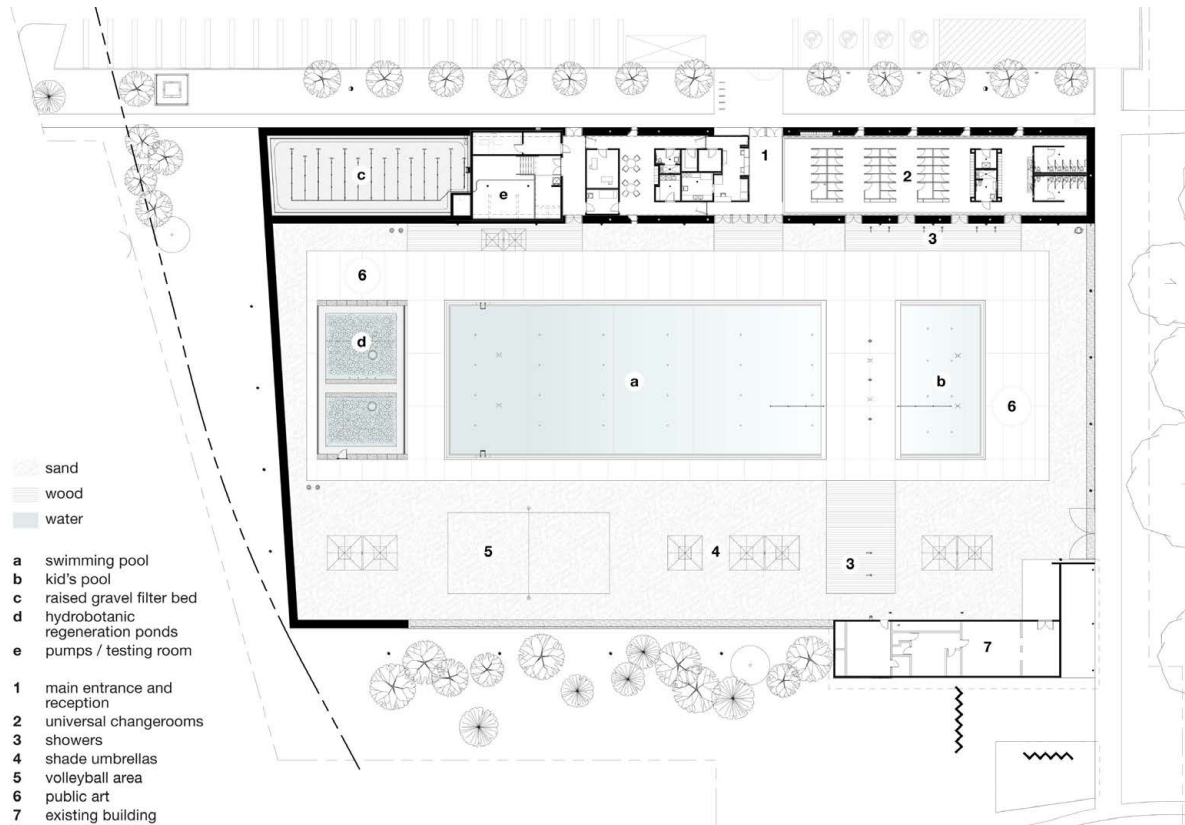 1
c
e
2
3
6
d
a
b
6
5
4
3
7
sand
wood
water
a swimming pool
b kid's pool
c raised gravel filter bed
d hydrobotanic
regeneration ponds
e pumps / testing room
1 main entrance and
reception
2 universal changerooms
3 showers
4 shade umbrellas
5 volleyball area
6 public art
7 existing building